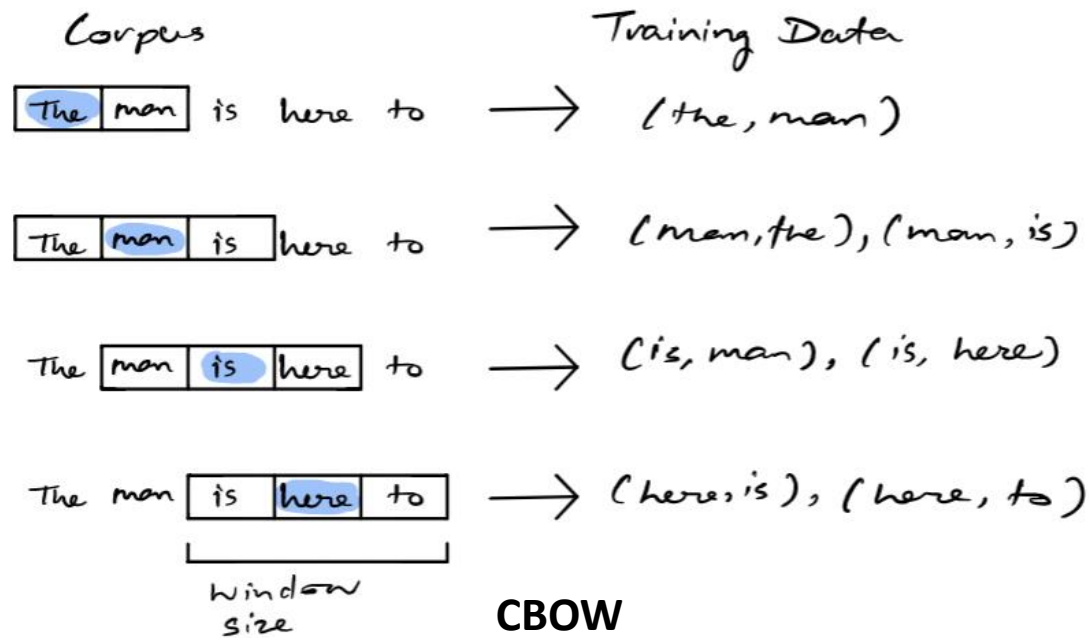 Corpus Training Data
The man is here to (the, man)
The man is here to (man, the), (man, is)
The man is here to (is, man), (is, here)
The man is here to (here, is), (here, to)
window
size
CBOW